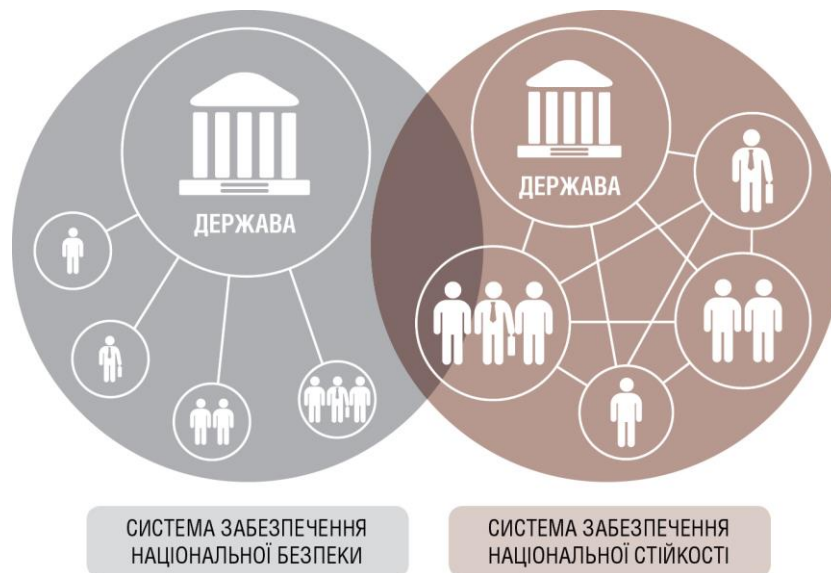 ДЕРЖАВА
ДЕРЖАВА
СИСТЕМА ЗАБЕЗПЕЧЕННЯ
НАЦІОНАЛЬНОЇ БЕЗПЕКИ
СИСТЕМА ЗАБЕЗПЕЧЕННЯ
НАЦІОНАЛЬНОЇ СТІЙКОСТІ